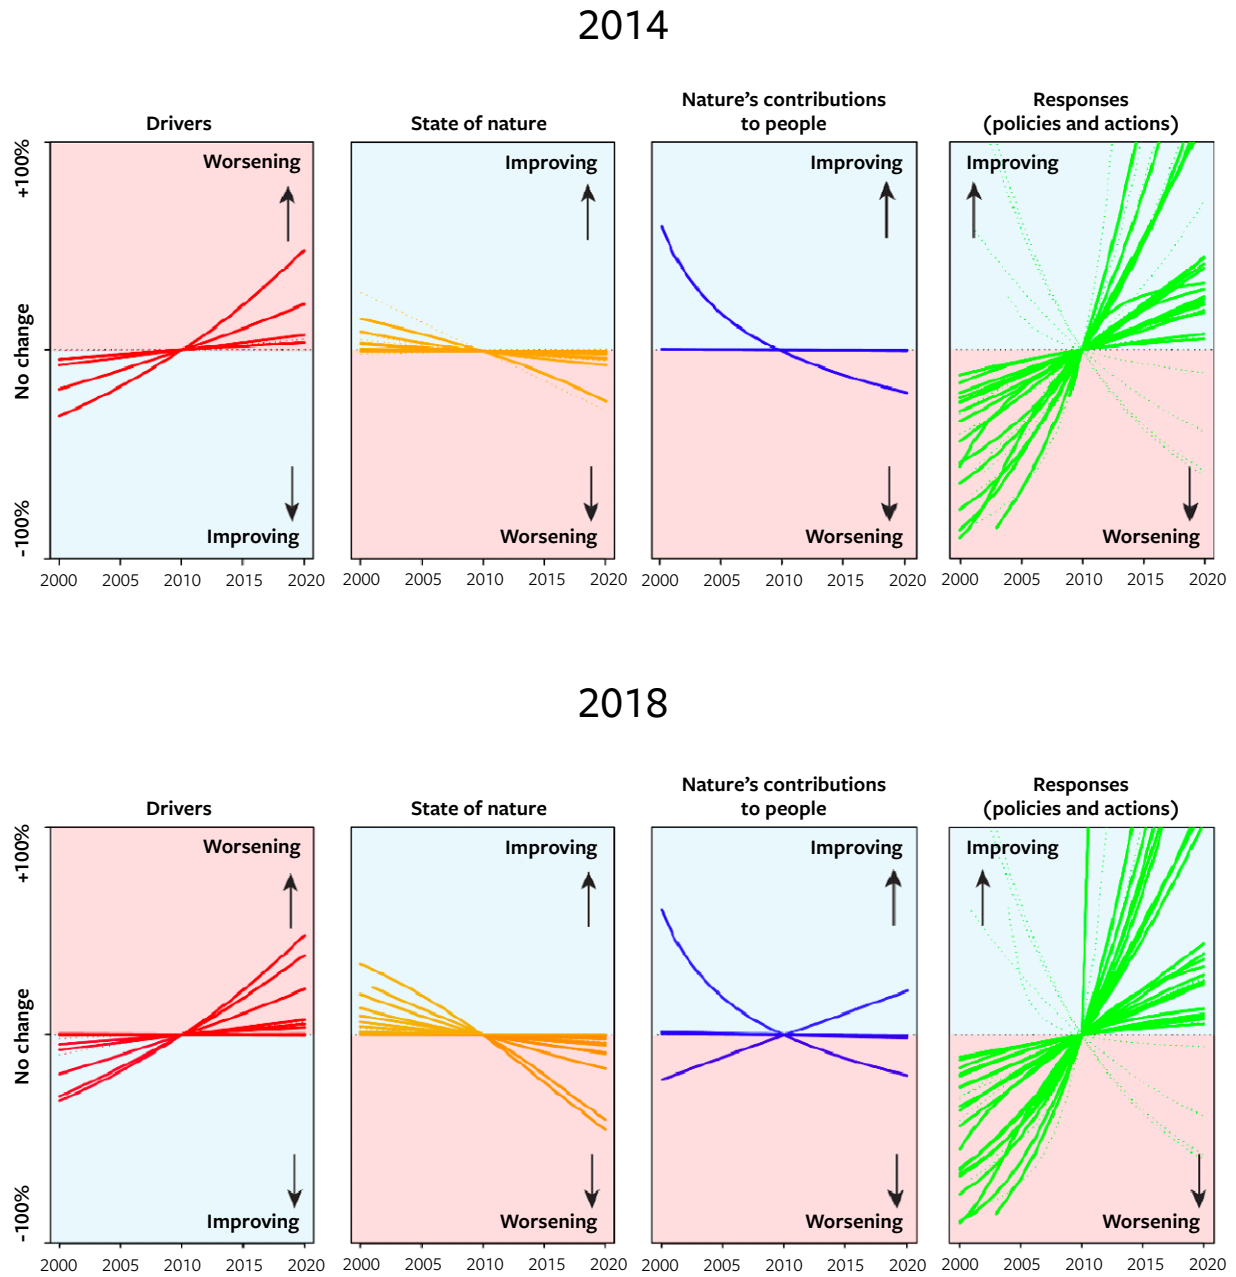 2014
Drivers
State of nature
Nature's contributions
to people
Responses
(policies and actions)
+100%
No change
-100%
Worsening
Improving
Improving
Worsening
Improving
Worsening
Improving
Worsening
2000 2005 2010 2015 2020
2000 2005 2010 2015 2020
2000 2005 2010 2015 2020
2000 2005 2010 2015 2020
2018
Drivers
State of nature
Nature's contributions
to people
Responses
(policies and actions)
+100%
No change
-100%
Worsening
Improving
Improving
Worsening
Improving
Worsening
Improving
Worsening
2000 2005 2010 2015 2020
2000 2005 2010 2015 2020
2000 2005 2010 2015 2020
2000 2005 2010 2015 2020